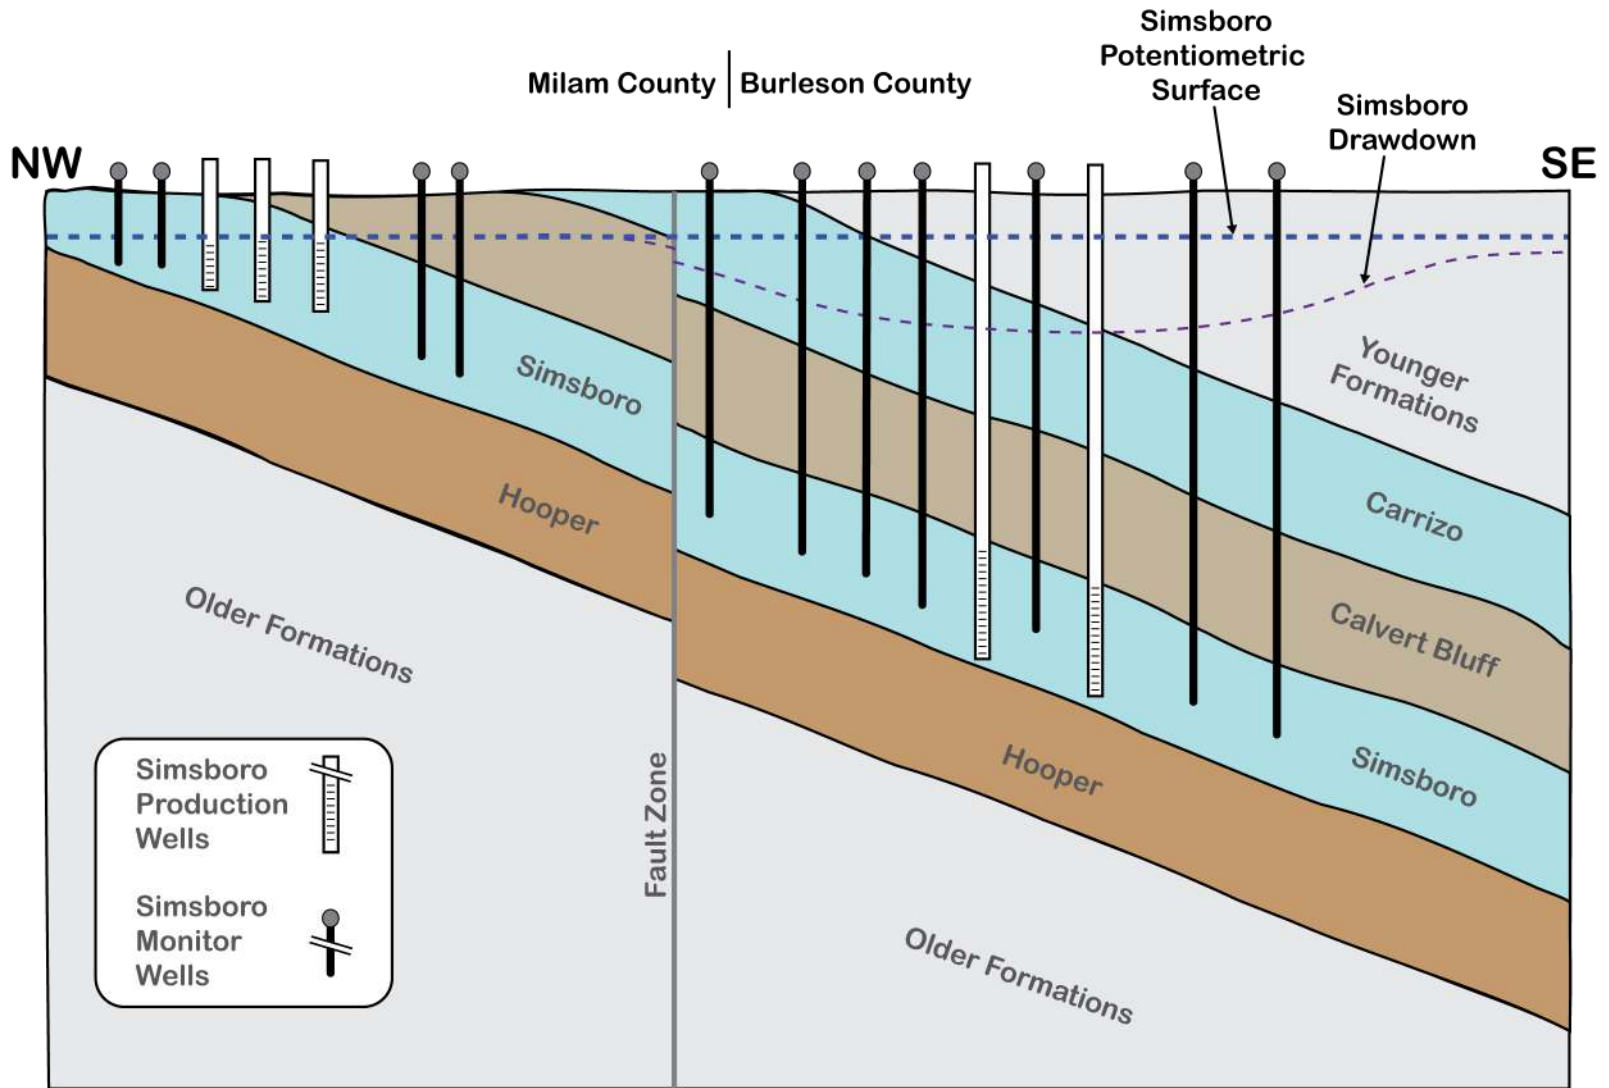 Simsboro
Potentiometric
Surface
Milam County
Burleson County
Simsboro
Drawdown
NW
SE
Younger
Formations
Simsboro
Carrizo
Hooper
Calvert Bluff
Older Formations
Simsboro
Hooper
Fault Zone
Simsboro
Production
Wells
Simsboro
Monitor
Wells
Older Formations